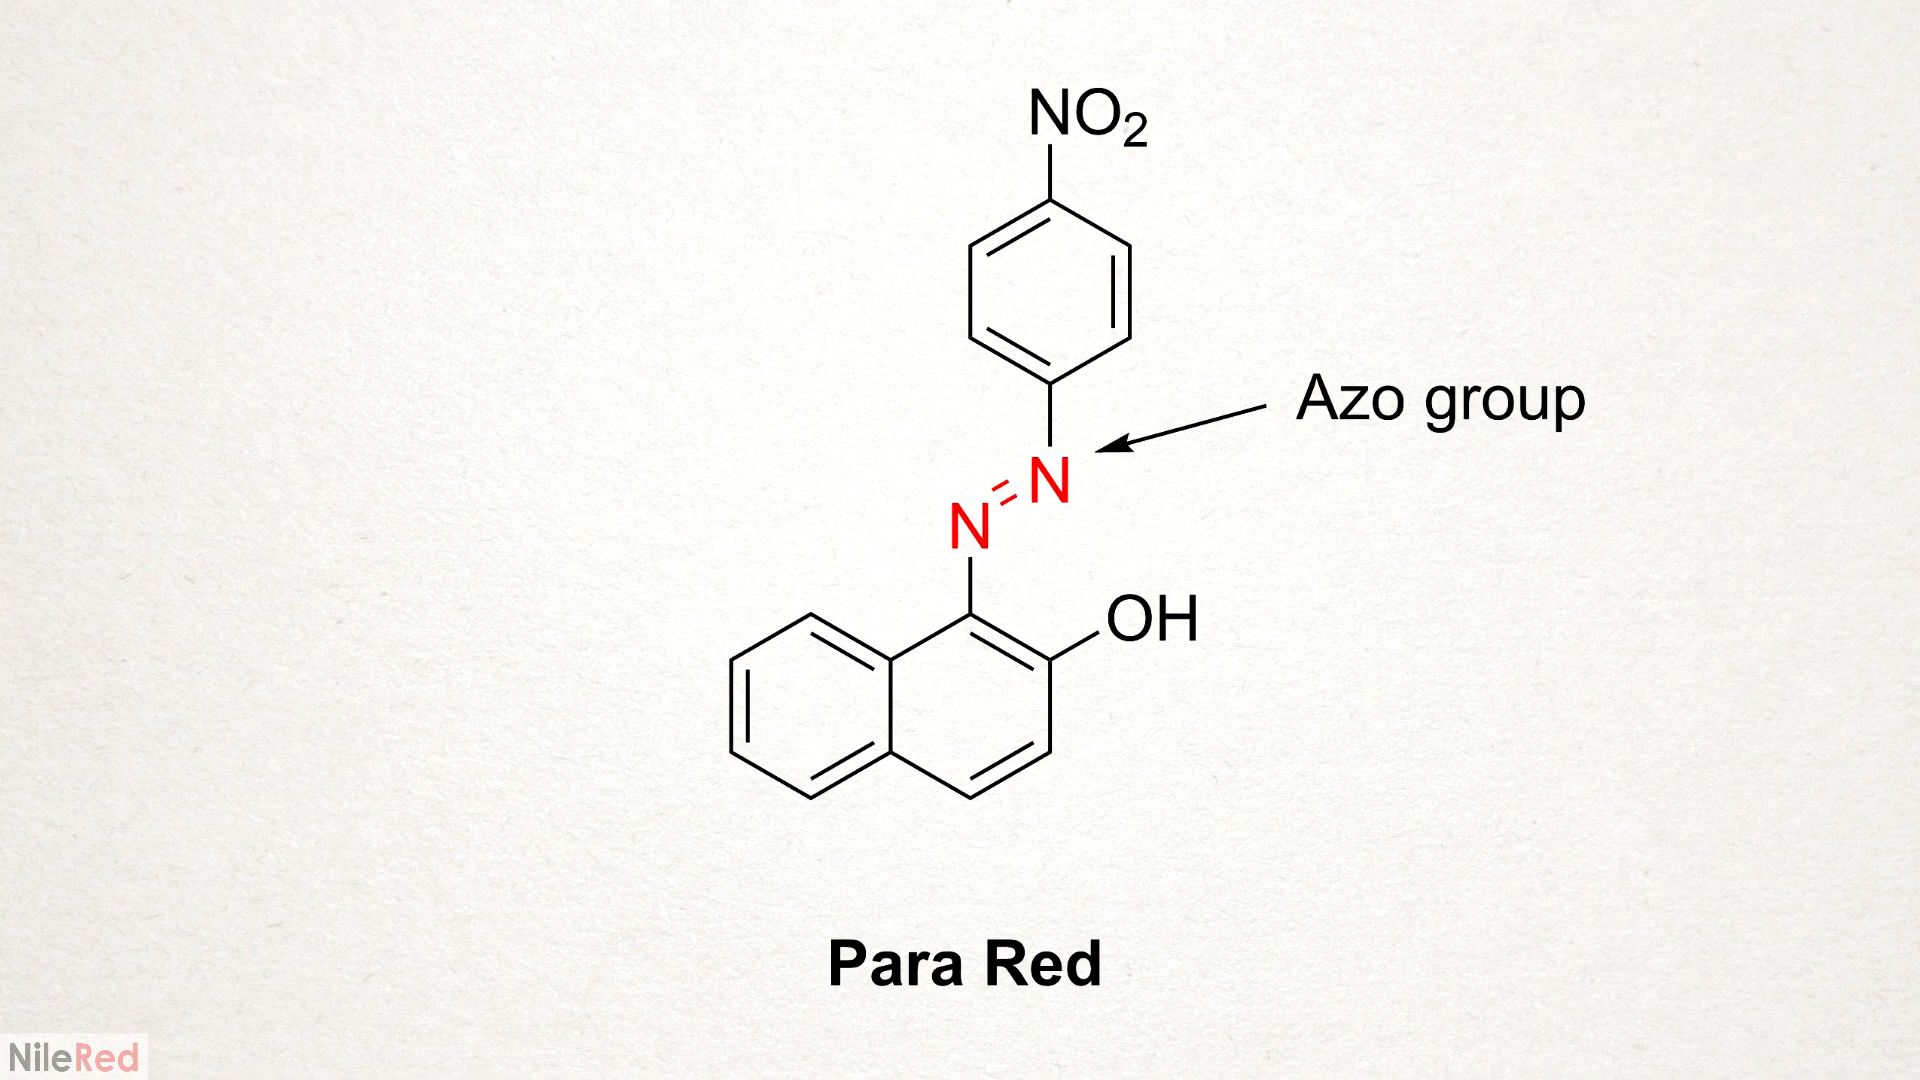 NO₂
Azo group
N
N
OH
Para Red
NileRed